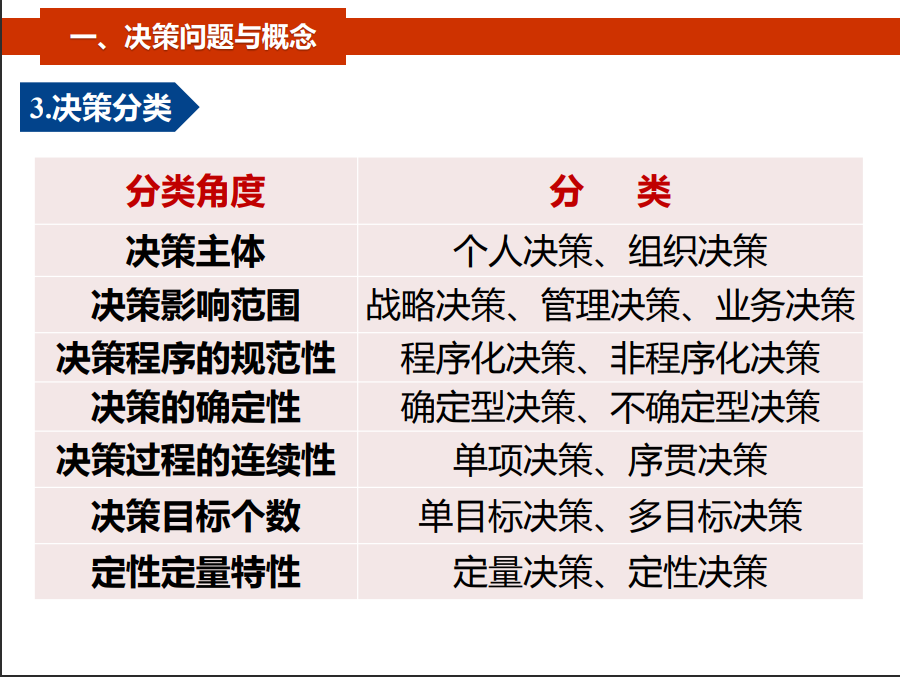 一、决策问题与概念
3.决策分类
分类角度 分 类
决策主体 个人决策、组织决策
决策影响范围 战略决策、管理决策、业务决策
决策程序的规范性 程序化决策、非程序化决策
决策的确定性 确定型决策、不确定型决策
决策过程的连续性 单项决策、序贯决策
决策目标个数 单目标决策、多目标决策
定性定量特性 定量决策、定性决策